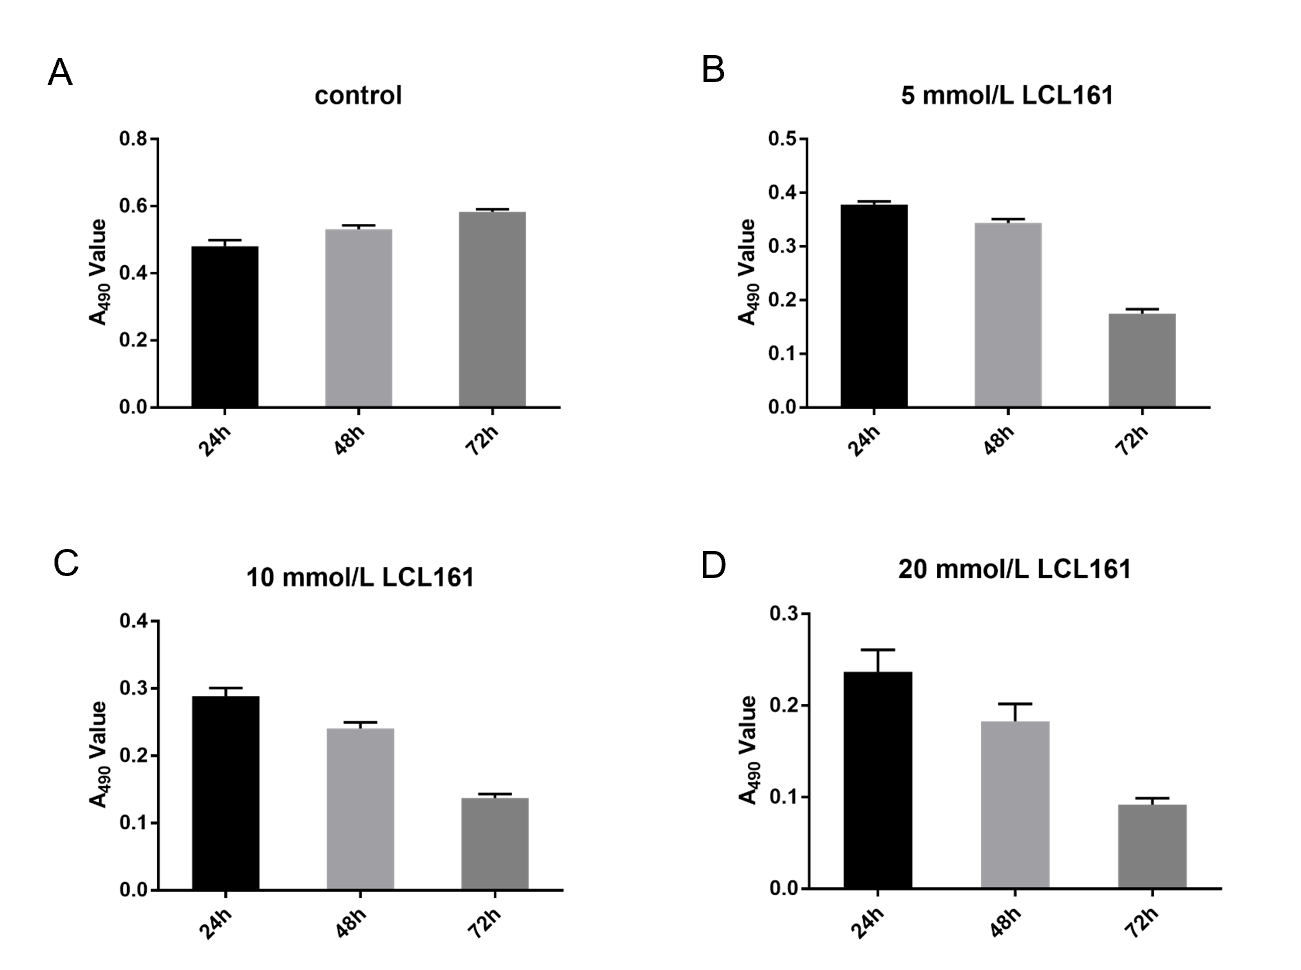 A
control
0.8
0.6
0.4
0.2
0.0
A490 Value
24h
48h
72h
B
5 mmol/L LCL161
0.5
0.4
0.3
0.2
0.1
0.0
A490 Value
24h
48h
72h
C
10 mmol/L LCL161
0.4
0.3
0.2
0.1
0.0
A490 Value
24h
48h
72h
D
20 mmol/L LCL161
0.3
0.2
0.1
0.0
A490 Value
24h
48h
72h